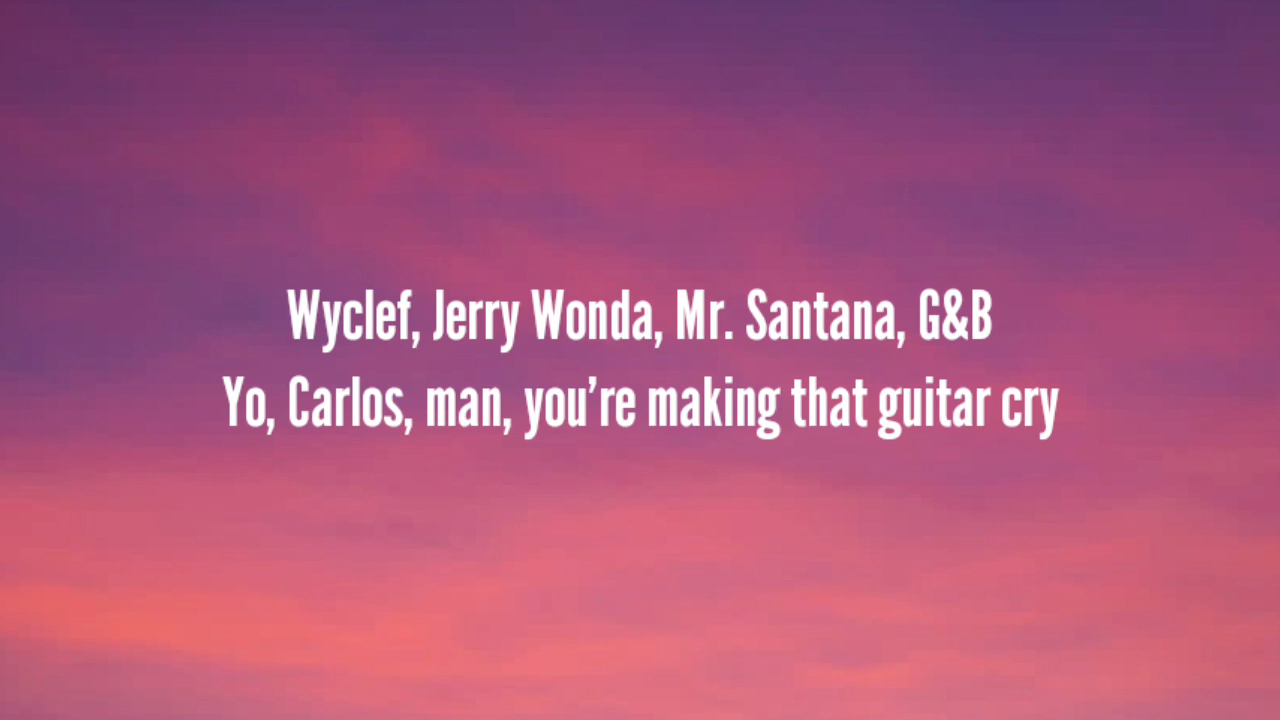 Wyclef, Jerry Wonda, Mr. Santana, G&B
Yo, Carlos, man, you’re making that guitar cry